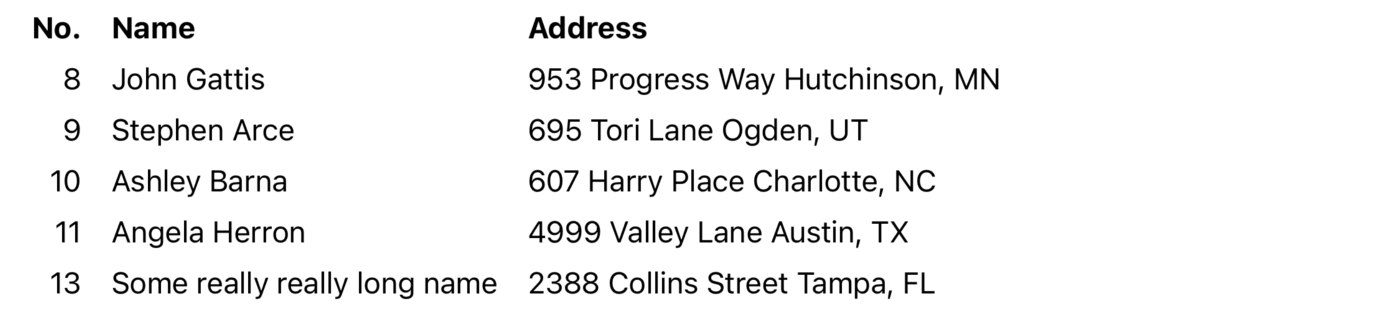 No. Name Address
8 John Gattis 953 Progress Way Hutchinson, MN
9 Stephen Arce 695 Tori Lane Ogden, UT
10 Ashley Barna 607 Harry Place Charlotte, NC
11 Angela Herron 4999 Valley Lane Austin, TX
13 Some really really long name 2388 Collins Street Tampa, FL